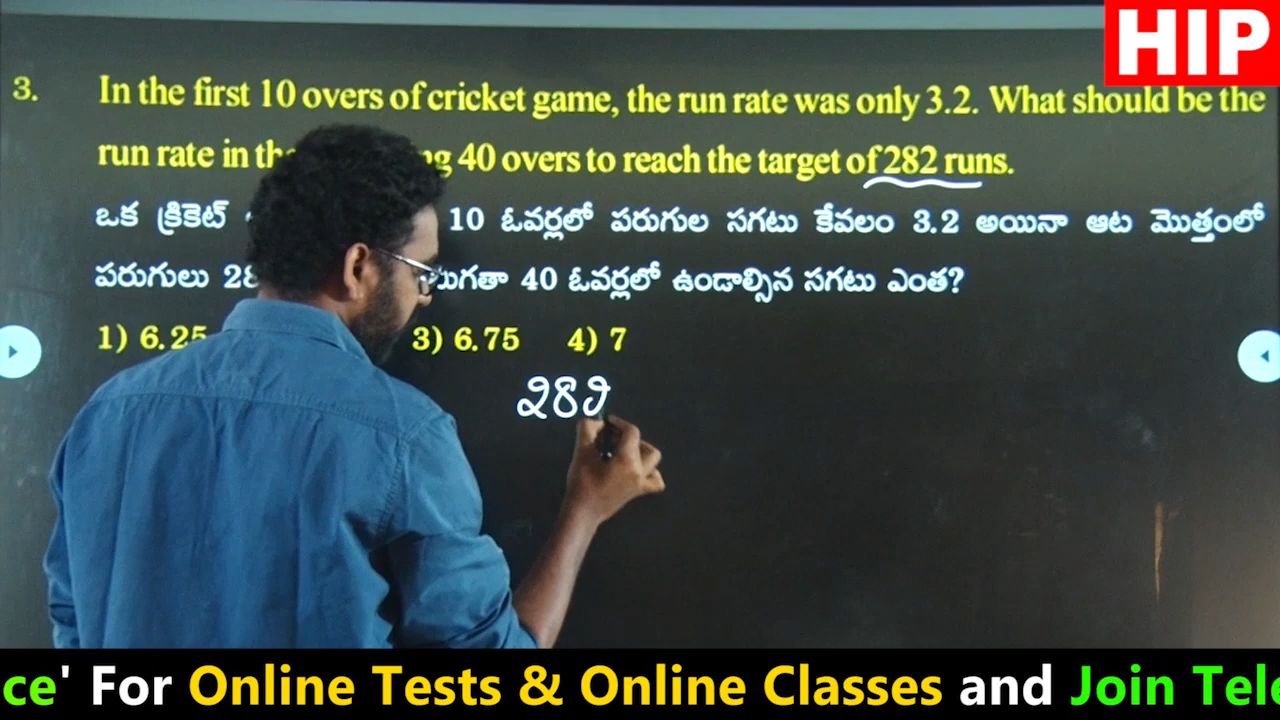 HIP
3. In the first 10 overs of cricket game, the run rate was only 3.2. What should be the
run rate in the 40 overs to reach the target of 282 runs.
ఒక క్రికెట్ 10 ఓవర్లలో పరుగుల సగటు కేవలం 3.2 అయినా ఆట మొత్తంలో
పరుగులు 40 ఓవర్లలో ఉండాల్సిన సగటు ఎంత?
1) 6.25 3) 6.75 4) 7
282
ce' For Online Tests & Online Classes and Join Tele